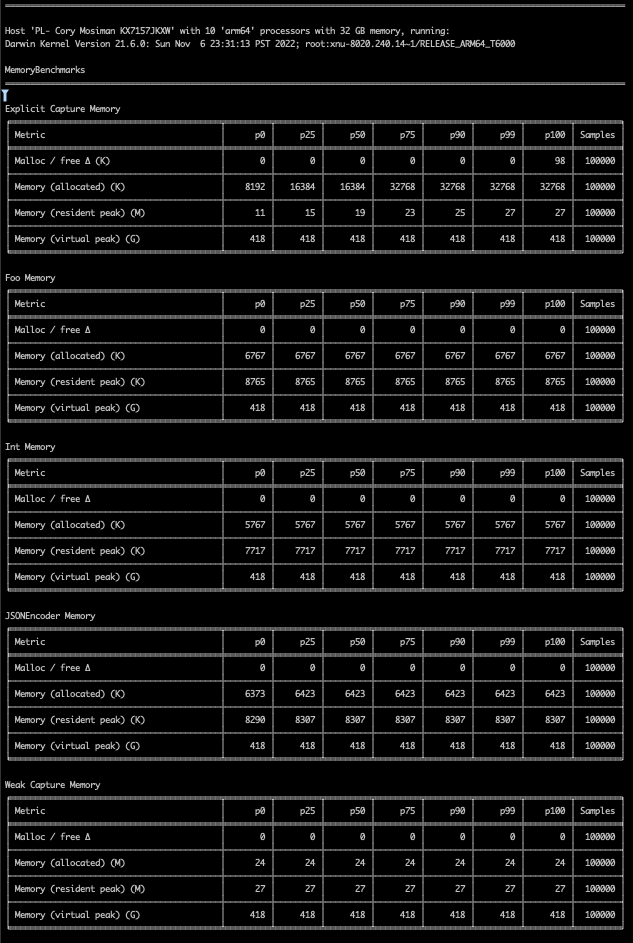 Host 'PL- Cory Mosiman KX7157JKXW' with 10 'arm64' processors with 32 GB memory, running:
Darwin Kernel Version 21.6.0: Sun Nov  6 23:31:13 PST 2022; root:xnu-8020.240.14~1/RELEASE_ARM64_T6000
MemoryBenchmarks
Explicit Capture Memory
Metric p0 p25 p50 p75 p90 p99 p100 Samples
Malloc / free Δ (K) 0 0 0 0 0 0 98 100000
Memory (allocated) (K) 8192 16384 16384 32768 32768 32768 32768 100000
Memory (resident peak) (M) 11 15 19 23 25 27 27 100000
Memory (virtual peak) (G) 418 418 418 418 418 418 418 100000
Foo Memory
Metric p0 p25 p50 p75 p90 p99 p100 Samples
Malloc / free Δ 0 0 0 0 0 0 0 100000
Memory (allocated) (K) 6767 6767 6767 6767 6767 6767 6767 100000
Memory (resident peak) (K) 8765 8765 8765 8765 8765 8765 8765 100000
Memory (virtual peak) (G) 418 418 418 418 418 418 418 100000
Int Memory
Metric p0 p25 p50 p75 p90 p99 p100 Samples
Malloc / free Δ 0 0 0 0 0 0 0 100000
Memory (allocated) (K) 5767 5767 5767 5767 5767 5767 5767 100000
Memory (resident peak) (K) 7717 7717 7717 7717 7717 7717 7717 100000
Memory (virtual peak) (G) 418 418 418 418 418 418 418 100000
JSONEncoder Memory
Metric p0 p25 p50 p75 p90 p99 p100 Samples
Malloc / free Δ 0 0 0 0 0 0 0 100000
Memory (allocated) (K) 6373 6423 6423 6423 6423 6423 6423 100000
Memory (resident peak) (K) 8290 8307 8307 8307 8307 8307 8307 100000
Memory (virtual peak) (G) 418 418 418 418 418 418 418 100000
Weak Capture Memory
Metric p0 p25 p50 p75 p90 p99 p100 Samples
Malloc / free Δ 0 0 0 0 0 0 0 100000
Memory (allocated) (M) 24 24 24 24 24 24 24 100000
Memory (resident peak) (M) 27 27 27 27 27 27 27 100000
Memory (virtual peak) (G) 418 418 418 418 418 418 418 100000